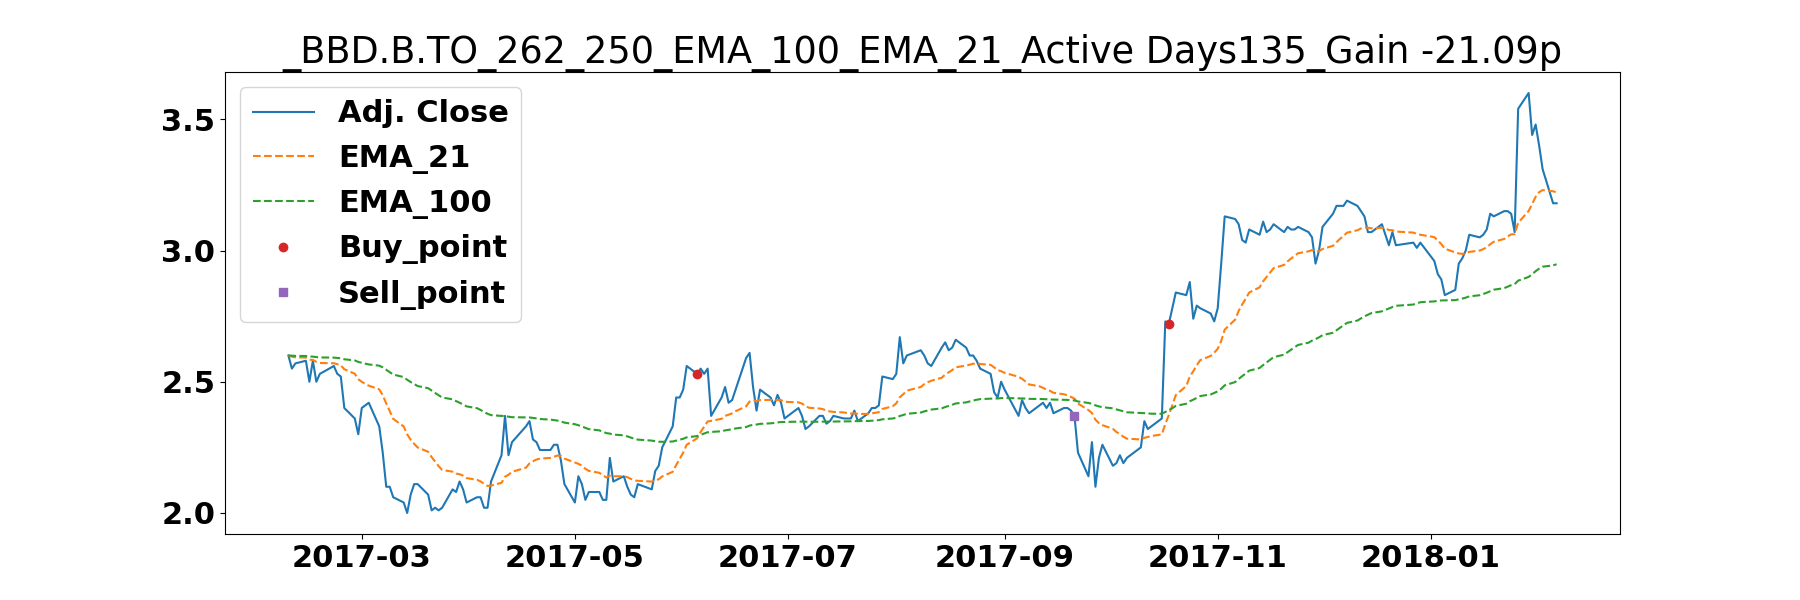 _BBD.B.TO_262_250_EMA_100_EMA_21_Active Days135_Gain -21.09p
Adj. Close
EMA_21
EMA_100
Buy_point
Sell_point
3.5
3.0
2.5
2.0
2017-03 2017-05 2017-07 2017-09 2017-11 2018-01